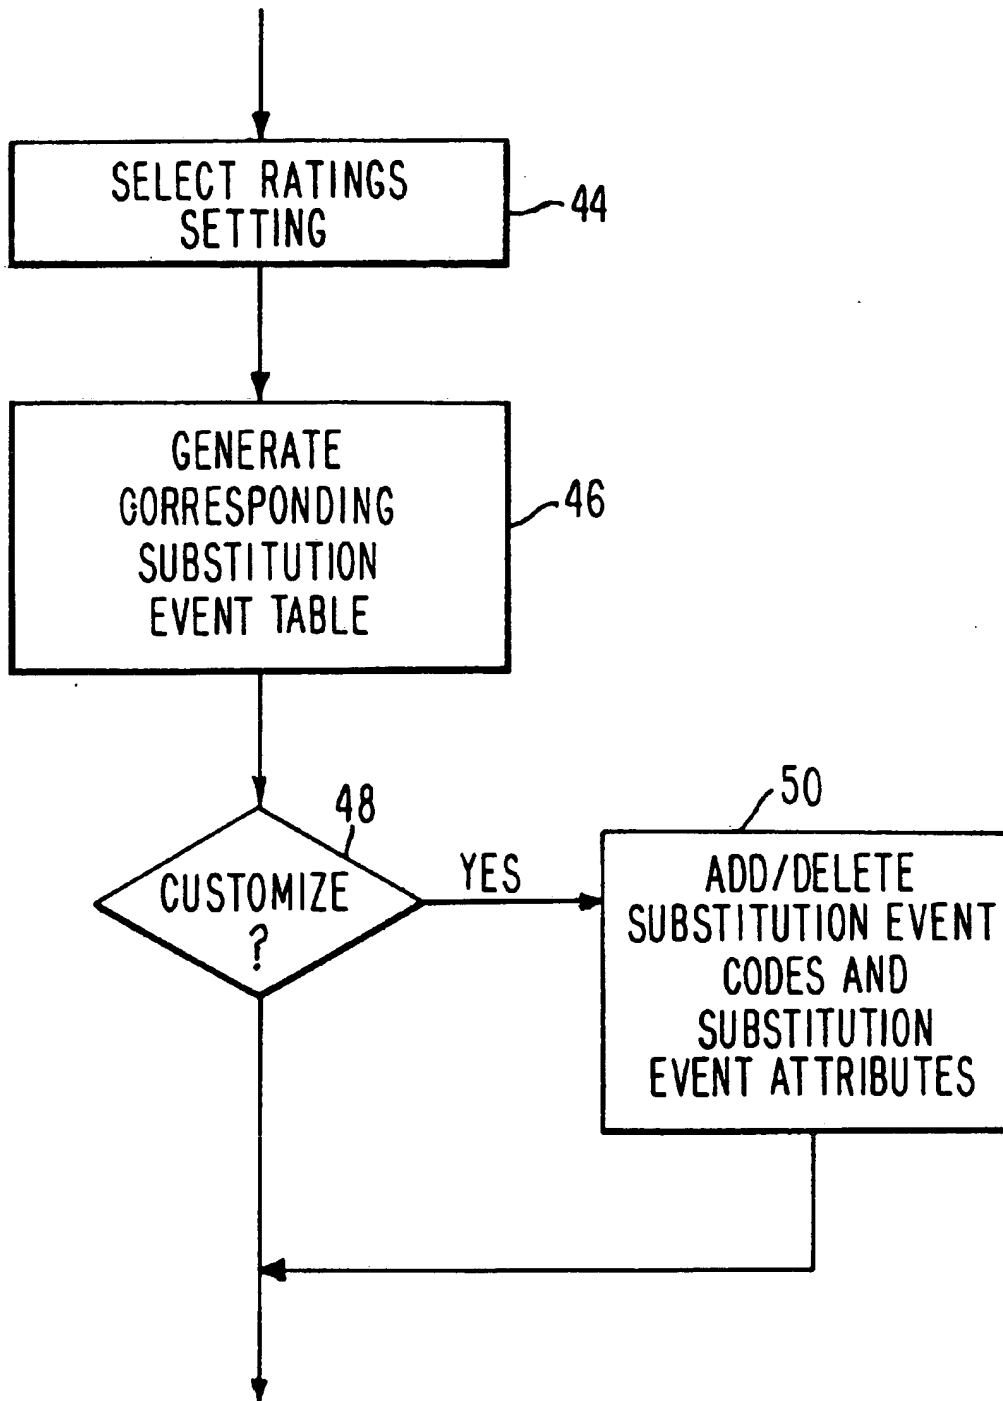 SELECT RATINGS
SETTING
44
GENERATE
CORRESPONDING
SUBSTITUTION
EVENT TABLE
46
48
CUSTOMIZE
?
YES
50
ADD/DELETE
SUBSTITUTION EVENT
CODES AND
SUBSTITUTION
EVENT ATTRIBUTES